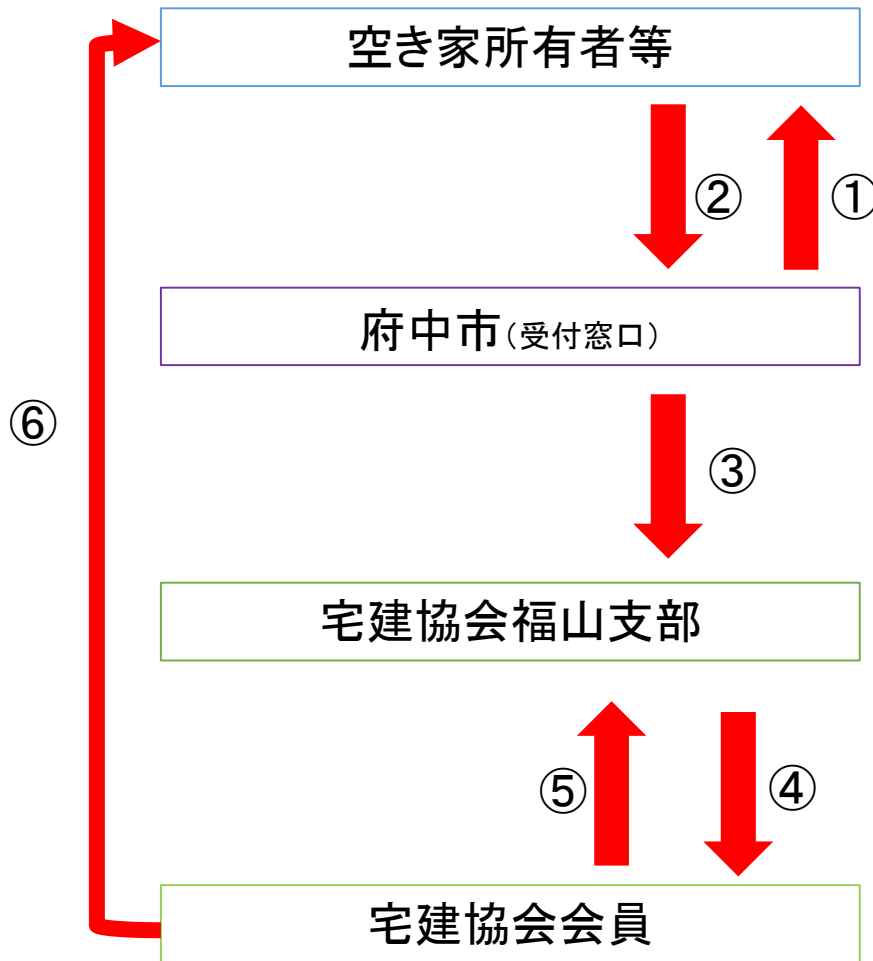 空き家所有者等
②
①
府中市(受付窓口)
⑥
③
宅建協会福山支部
⑤
④
宅建協会会員